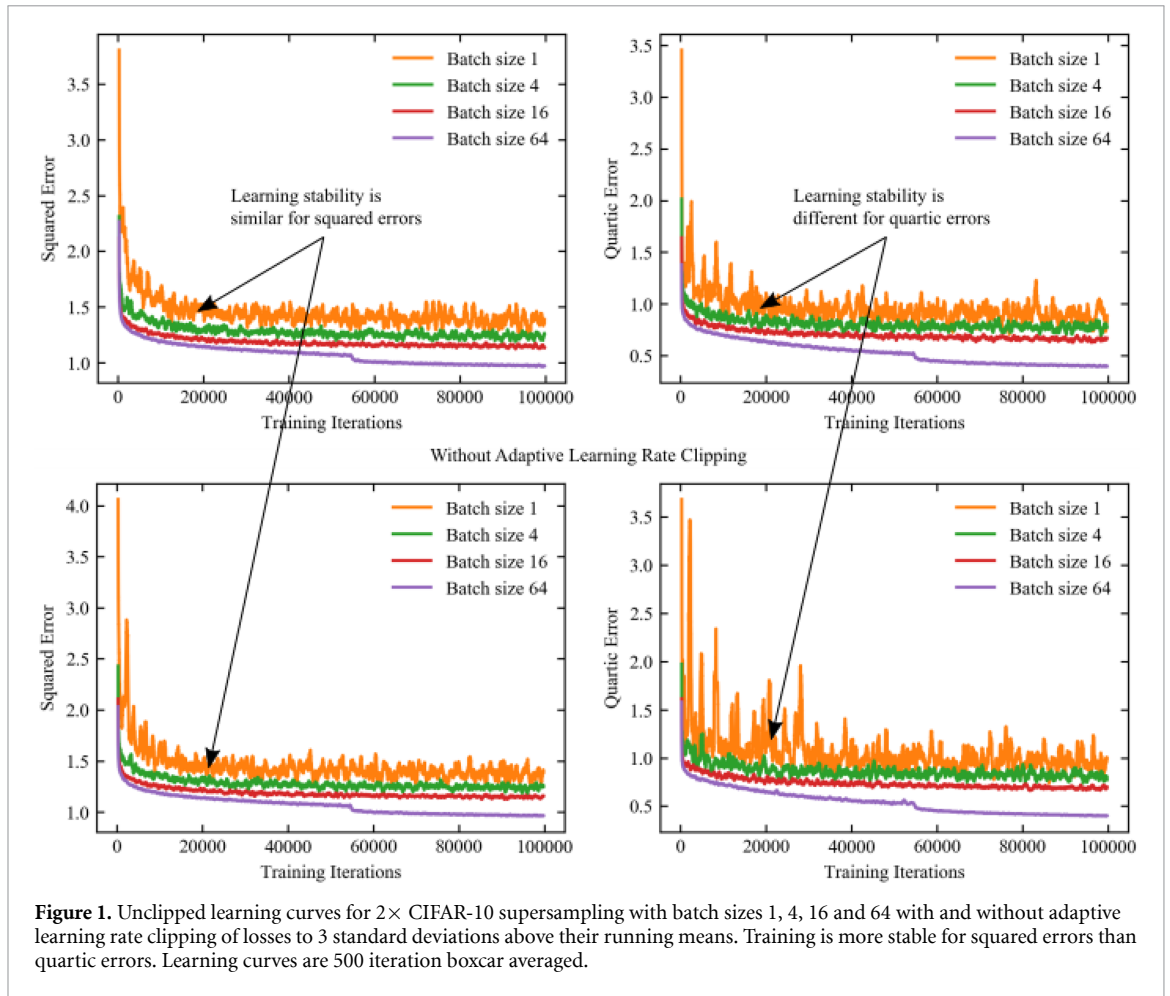 3.5
3.0
2.5
2.0
1.5
1.0
Squared Error
Batch size 1
Batch size 4
Batch size 16
Batch size 64
Learning stability is
similar for squared errors
0 20000 40000 60000 80000 100000
Training Iterations
3.5
3.0
2.5
2.0
1.5
1.0
0.5
Quartic Error
Batch size 1
Batch size 4
Batch size 16
Batch size 64
Learning stability is
different for quartic errors
0 20000 40000 60000 80000 100000
Training Iterations
Without Adaptive Learning Rate Clipping
4.0
3.5
3.0
2.5
2.0
1.5
1.0
Squared Error
Batch size 1
Batch size 4
Batch size 16
Batch size 64
0 20000 40000 60000 80000 100000
Training Iterations
3.5
3.0
2.5
2.0
1.5
1.0
0.5
Quartic Error
Batch size 1
Batch size 4
Batch size 16
Batch size 64
0 20000 40000 60000 80000 100000
Training Iterations
Figure 1. Unclipped learning curves for 2× CIFAR-10 supersampling with batch sizes 1, 4, 16 and 64 with and without adaptive
learning rate clipping of losses to 3 standard deviations above their running means. Training is more stable for squared errors than
quartic errors. Learning curves are 500 iteration boxcar averaged.